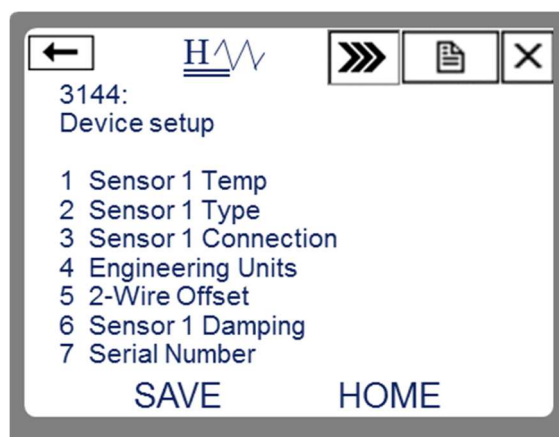 H
3144:
Device setup
1 Sensor 1 Temp
2 Sensor 1 Type
3 Sensor 1 Connection
4 Engineering Units
5 2-Wire Offset
6 Sensor 1 Damping
7 Serial Number
SAVE HOME